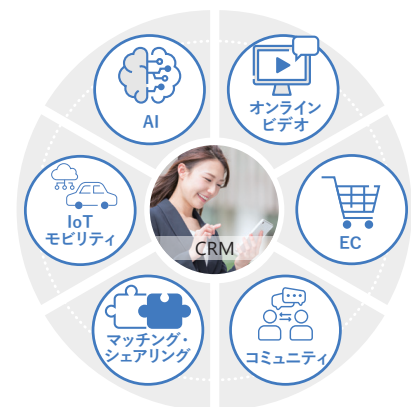 AI
オンライン
ビデオ
IoT
モビリティ
CRM
EC
マッチング・
シェアリング
コミュニティ